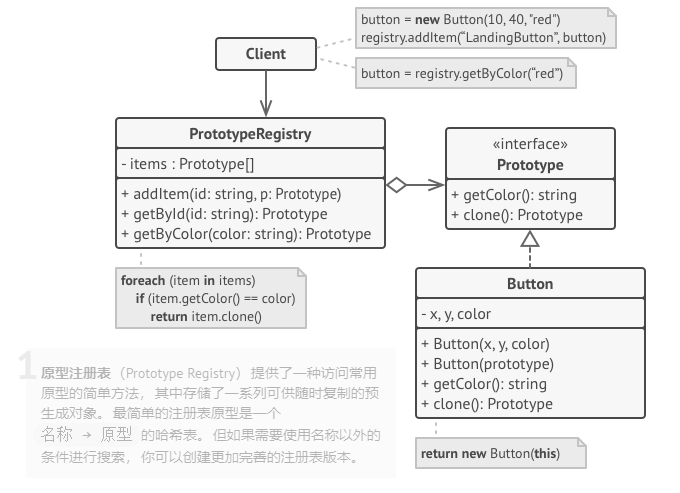 button = new Button(10, 40, "red")
registry.addItem(“LandingButton”, button)
Client
button = registry.getByColor(“red”)
PrototypeRegistry
- items : Prototype[]
+ addItem(id: string, p: Prototype)
+ getById(id: string): Prototype
+ getByColor(color: string): Prototype
«interface»
Prototype
+ getColor(): string
+ clone(): Prototype
foreach (item in items)
if (item.getColor() == color)
return item.clone()
Button
- x, y, color
+ Button(x, y, color)
+ Button(prototype)
+ getColor(): string
+ clone(): Prototype
return new Button(this)
1
原型注册表（Prototype Registry）提供了一种访问常用
原型的简单方法， 其中存储了一系列可供随时复制的预
生成对象。 最简单的注册表原型是一个
名称 → 原型 的哈希表。 但如果需要使用名称以外的
条件进行搜索， 你可以创建更加完善的注册表版本。